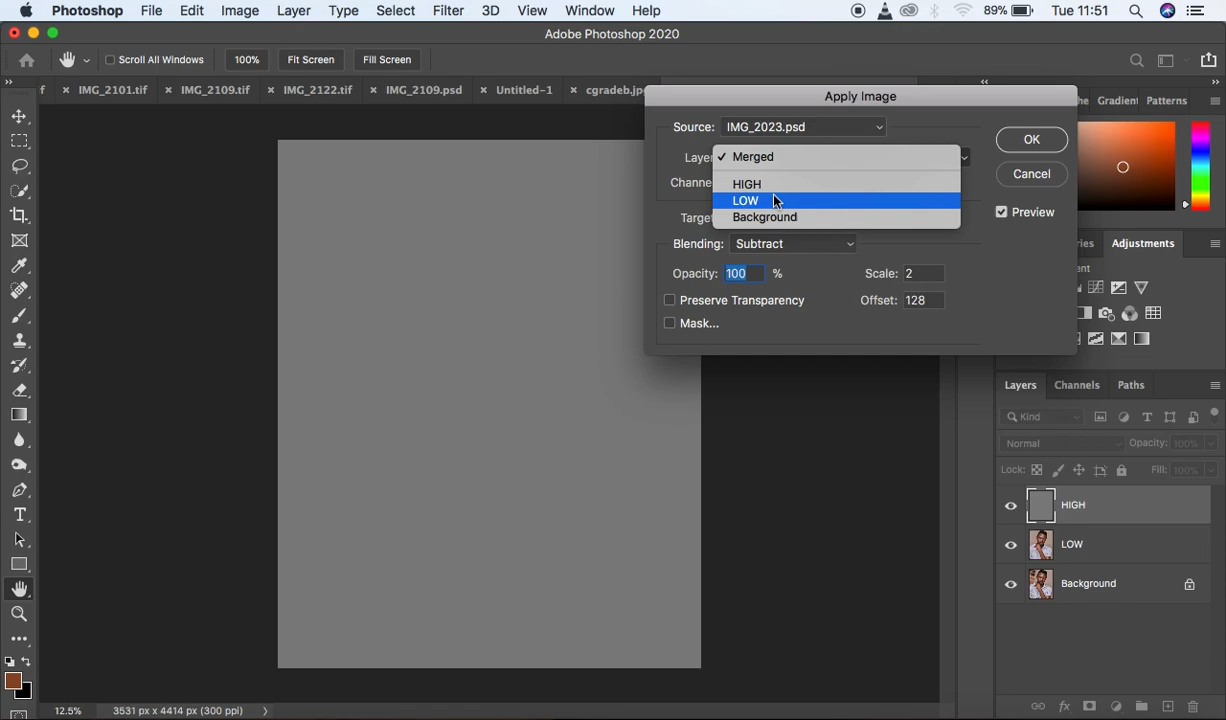 Photoshop File Edit Image Layer Type Select Filter 3D View Window Help 89% Tue 11:51
Adobe Photoshop 2020
Scroll All Windows 100% Fit Screen Fill Screen
f × IMG_2101.tif × IMG_2109.tif × IMG_2122.tif × IMG_2109.psd × Untitled-1 × cgradeb.jp
Apply Image
Gradient Patterns
Source: IMG_2023.psd
OK
Layer
Merged
Cancel
Channe
HIGH
LOW
Preview
Target
Background
Blending: Subtract
ries Adjustments
Opacity: 100 % Scale: 2
ent
Preserve Transparency Offset: 128
Mask...
Layers Channels Paths
Kind
Normal Opacity: 100%
Lock: Fill: 100%
HIGH
LOW
Background
12.5% 3531 px x 4414 px (300 ppi)